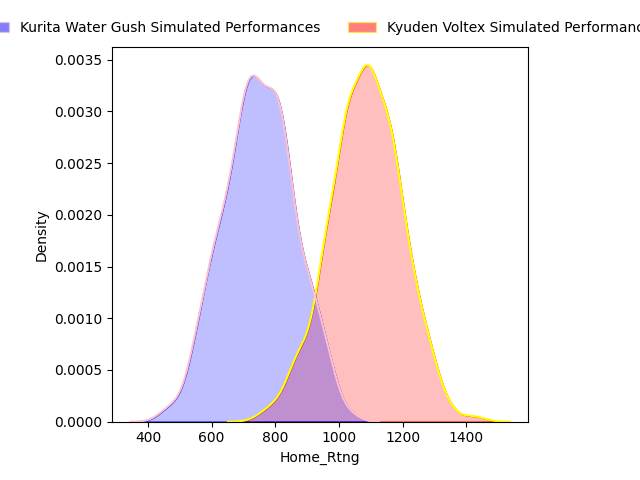 Kurita Water Gush Simulated Performances
Kyuden Voltex Simulated
0.0035
0.0030
0.0025
0.0020
0.0015
0.0010
0.0005
0.0000
Density
400 600 800 1000 1200 1400
Home_Rtng